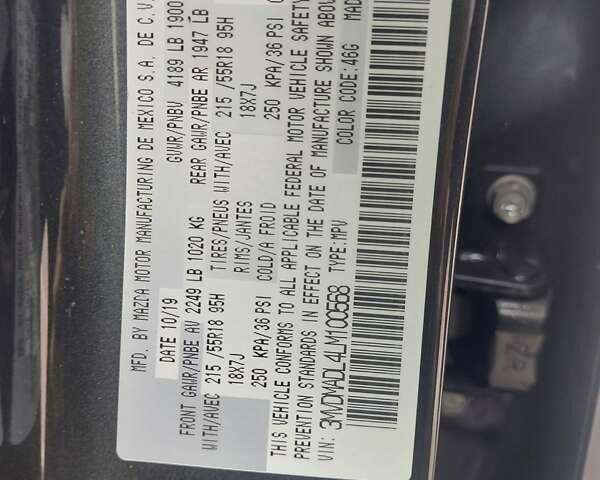 MFD. BY MAZDA MOTOR MANUFACTURING DE MEXICO S.A. DE C.V.
DATE 10/19 GVWR/PNBV 4189 LB 1900
FRONT GAWR/PNBE AV 2249 LB 1020 KG REAR GAWR/PNBE AR 1947 LB
WITH/AVEC 215 /55R18 95H TIRES/PNEUS WITH/AVEC 215 /55R18 95H
18X7J RIMS/JANTES 18X7J
250 KPA/36 PSI COLD/A FROID 250 KPA/36 PSI
THIS VEHICLE CONFORMS TO ALL APPLICABLE FEDERAL MOTOR VEHICLE SAFETY
PREVENTION STANDARDS IN EFFECT ON THE DATE OF MANUFACTURE SHOWN ABOV
VIN: 3MVDMADL4LM100568 TYPE: MPV COLOR CODE: 46G MAD